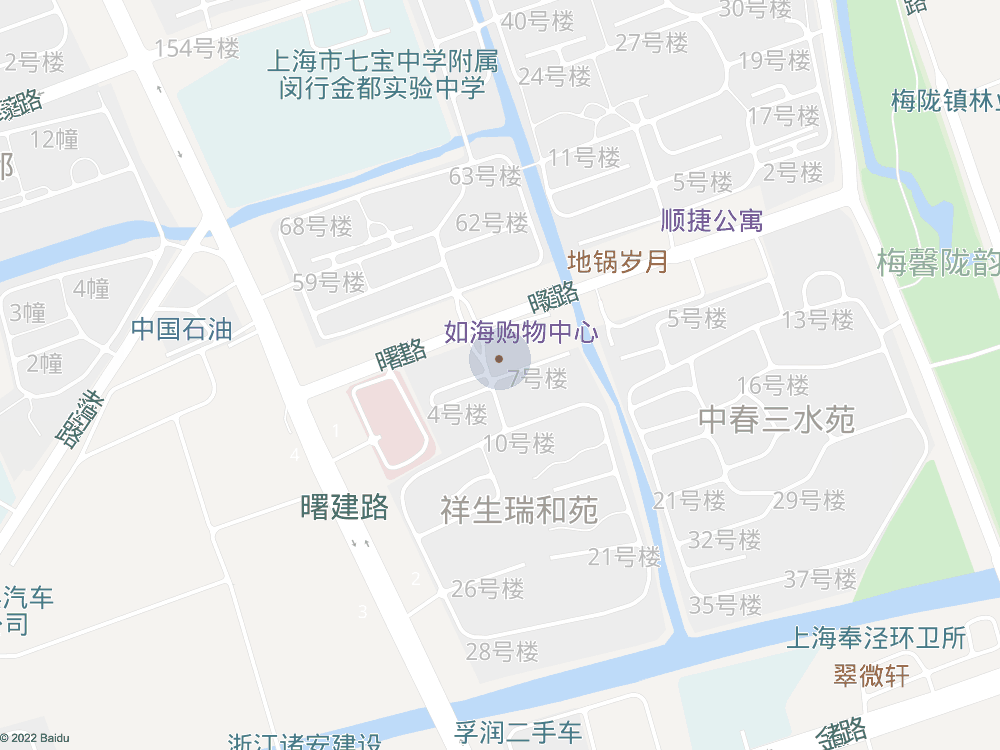 40号楼
30号楼
路
154号楼
27号楼
2号楼
上海市七宝中学附属
闵行金都实验中学
24号楼
19号楼
梅陇镇林业
17号楼
12幢
11号楼
63号楼
5号楼
2号楼
68号楼
62号楼
顺捷公寓
地锅岁月
梅馨陇韵
59号楼
4幢
3幢
中国石油
如海购物中心
5号楼
13号楼
2幢
7号楼
16号楼
4号楼
中春三水苑
10号楼
曙建路
祥生瑞和苑
21号楼
29号楼
32号楼
21号楼
37号楼
26号楼
2
3
4
35号楼
汽车
公司
28号楼
上海奉泾环卫所
翠微轩
孚润二手车
浙江诸安建设
© 2022 Baidu